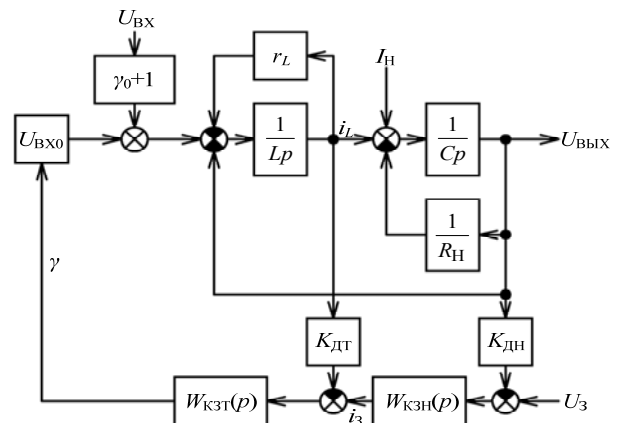 U_ВХ
γ₀+1
r_L
I_Н
U_ВХ0
1/Lp
i_L
1/Cp
U_ВЫХ
1/R_Н
γ
K_ДТ
K_ДН
W_КЗТ(p)
i_З
W_КЗН(p)
U_З